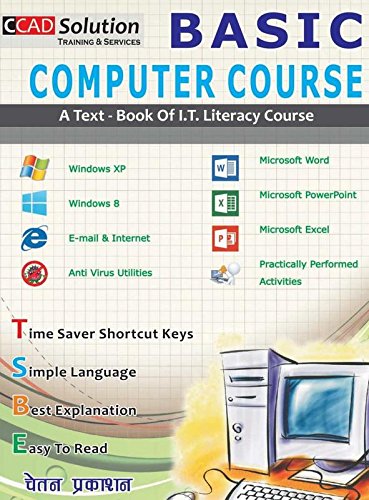 CCAD Solution
TRAINING & SERVICES
BASIC
COMPUTER COURSE
A Text - Book Of I.T. Literacy Course
Windows XP
Windows 8
E-mail & Internet
Anti Virus Utilities
Microsoft Word
Microsoft PowerPoint
Microsoft Excel
Practically Performed
Activities
Time Saver Shortcut Keys
Simple Language
Best Explanation
Easy To Read
चेतन प्रकाशन